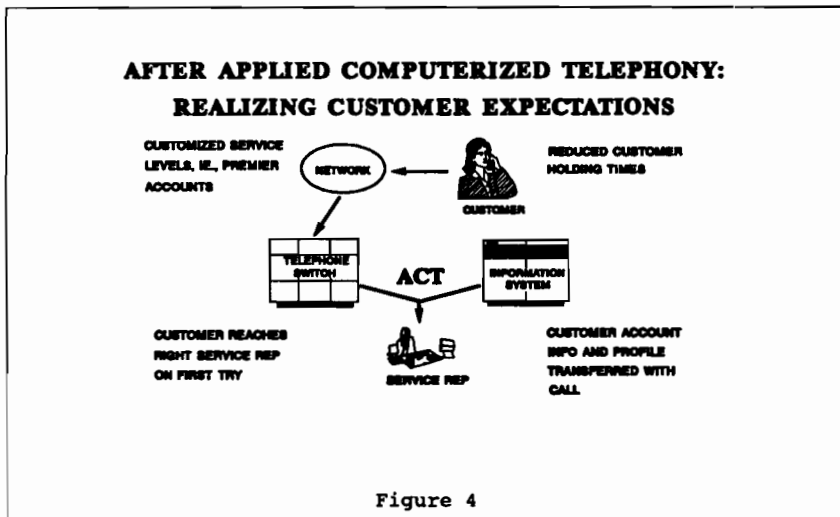 AFTER APPLIED COMPUTERIZED TELEPHONY:
REALIZING CUSTOMER EXPECTATIONS
CUSTOMIZED SERVICE
LEVELS, IE., PREMIER
ACCOUNTS
NETWORK
CUSTOMER
REDUCED CUSTOMER
HOLDING TIMES
TELEPHONE
SWITCH
ACT
INFORMATION
SYSTEM
CUSTOMER REACHES
RIGHT SERVICE REP
ON FIRST TRY
SERVICE REP
CUSTOMER ACCOUNT
INFO AND PROFILE
TRANSFERRED WITH
CALL
Figure 4